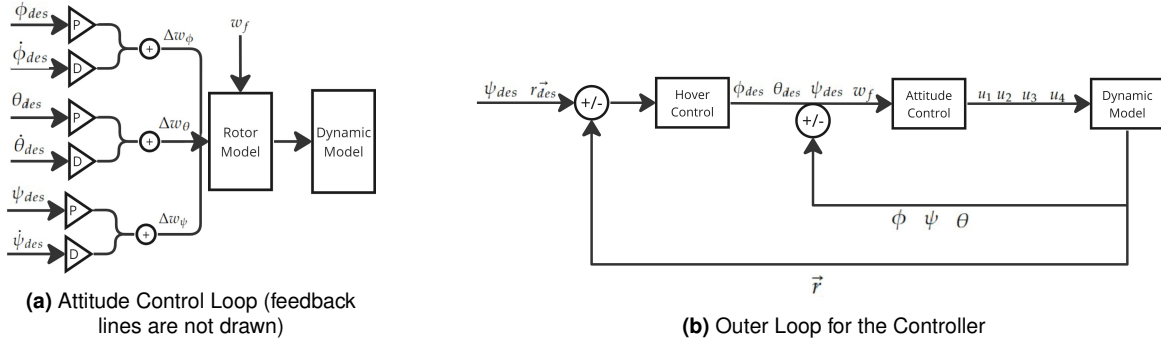 ϕ_des
P
ϕ̇_des
D
+
Δw_ϕ
θ_des
P
θ̇_des
D
+
Δw_θ
ψ_des
P
ψ̇_des
D
+
Δw_ψ
w_f
Rotor
Model
Dynamic
Model
(a) Attitude Control Loop (feedback
lines are not drawn)
ψ_des r⃗_des
+/-
Hover
Control
ϕ_des θ_des ψ_des w_f
+/-
Attitude
Control
u_1 u_2 u_3 u_4
Dynamic
Model
ϕ ψ θ
r⃗
(b) Outer Loop for the Controller